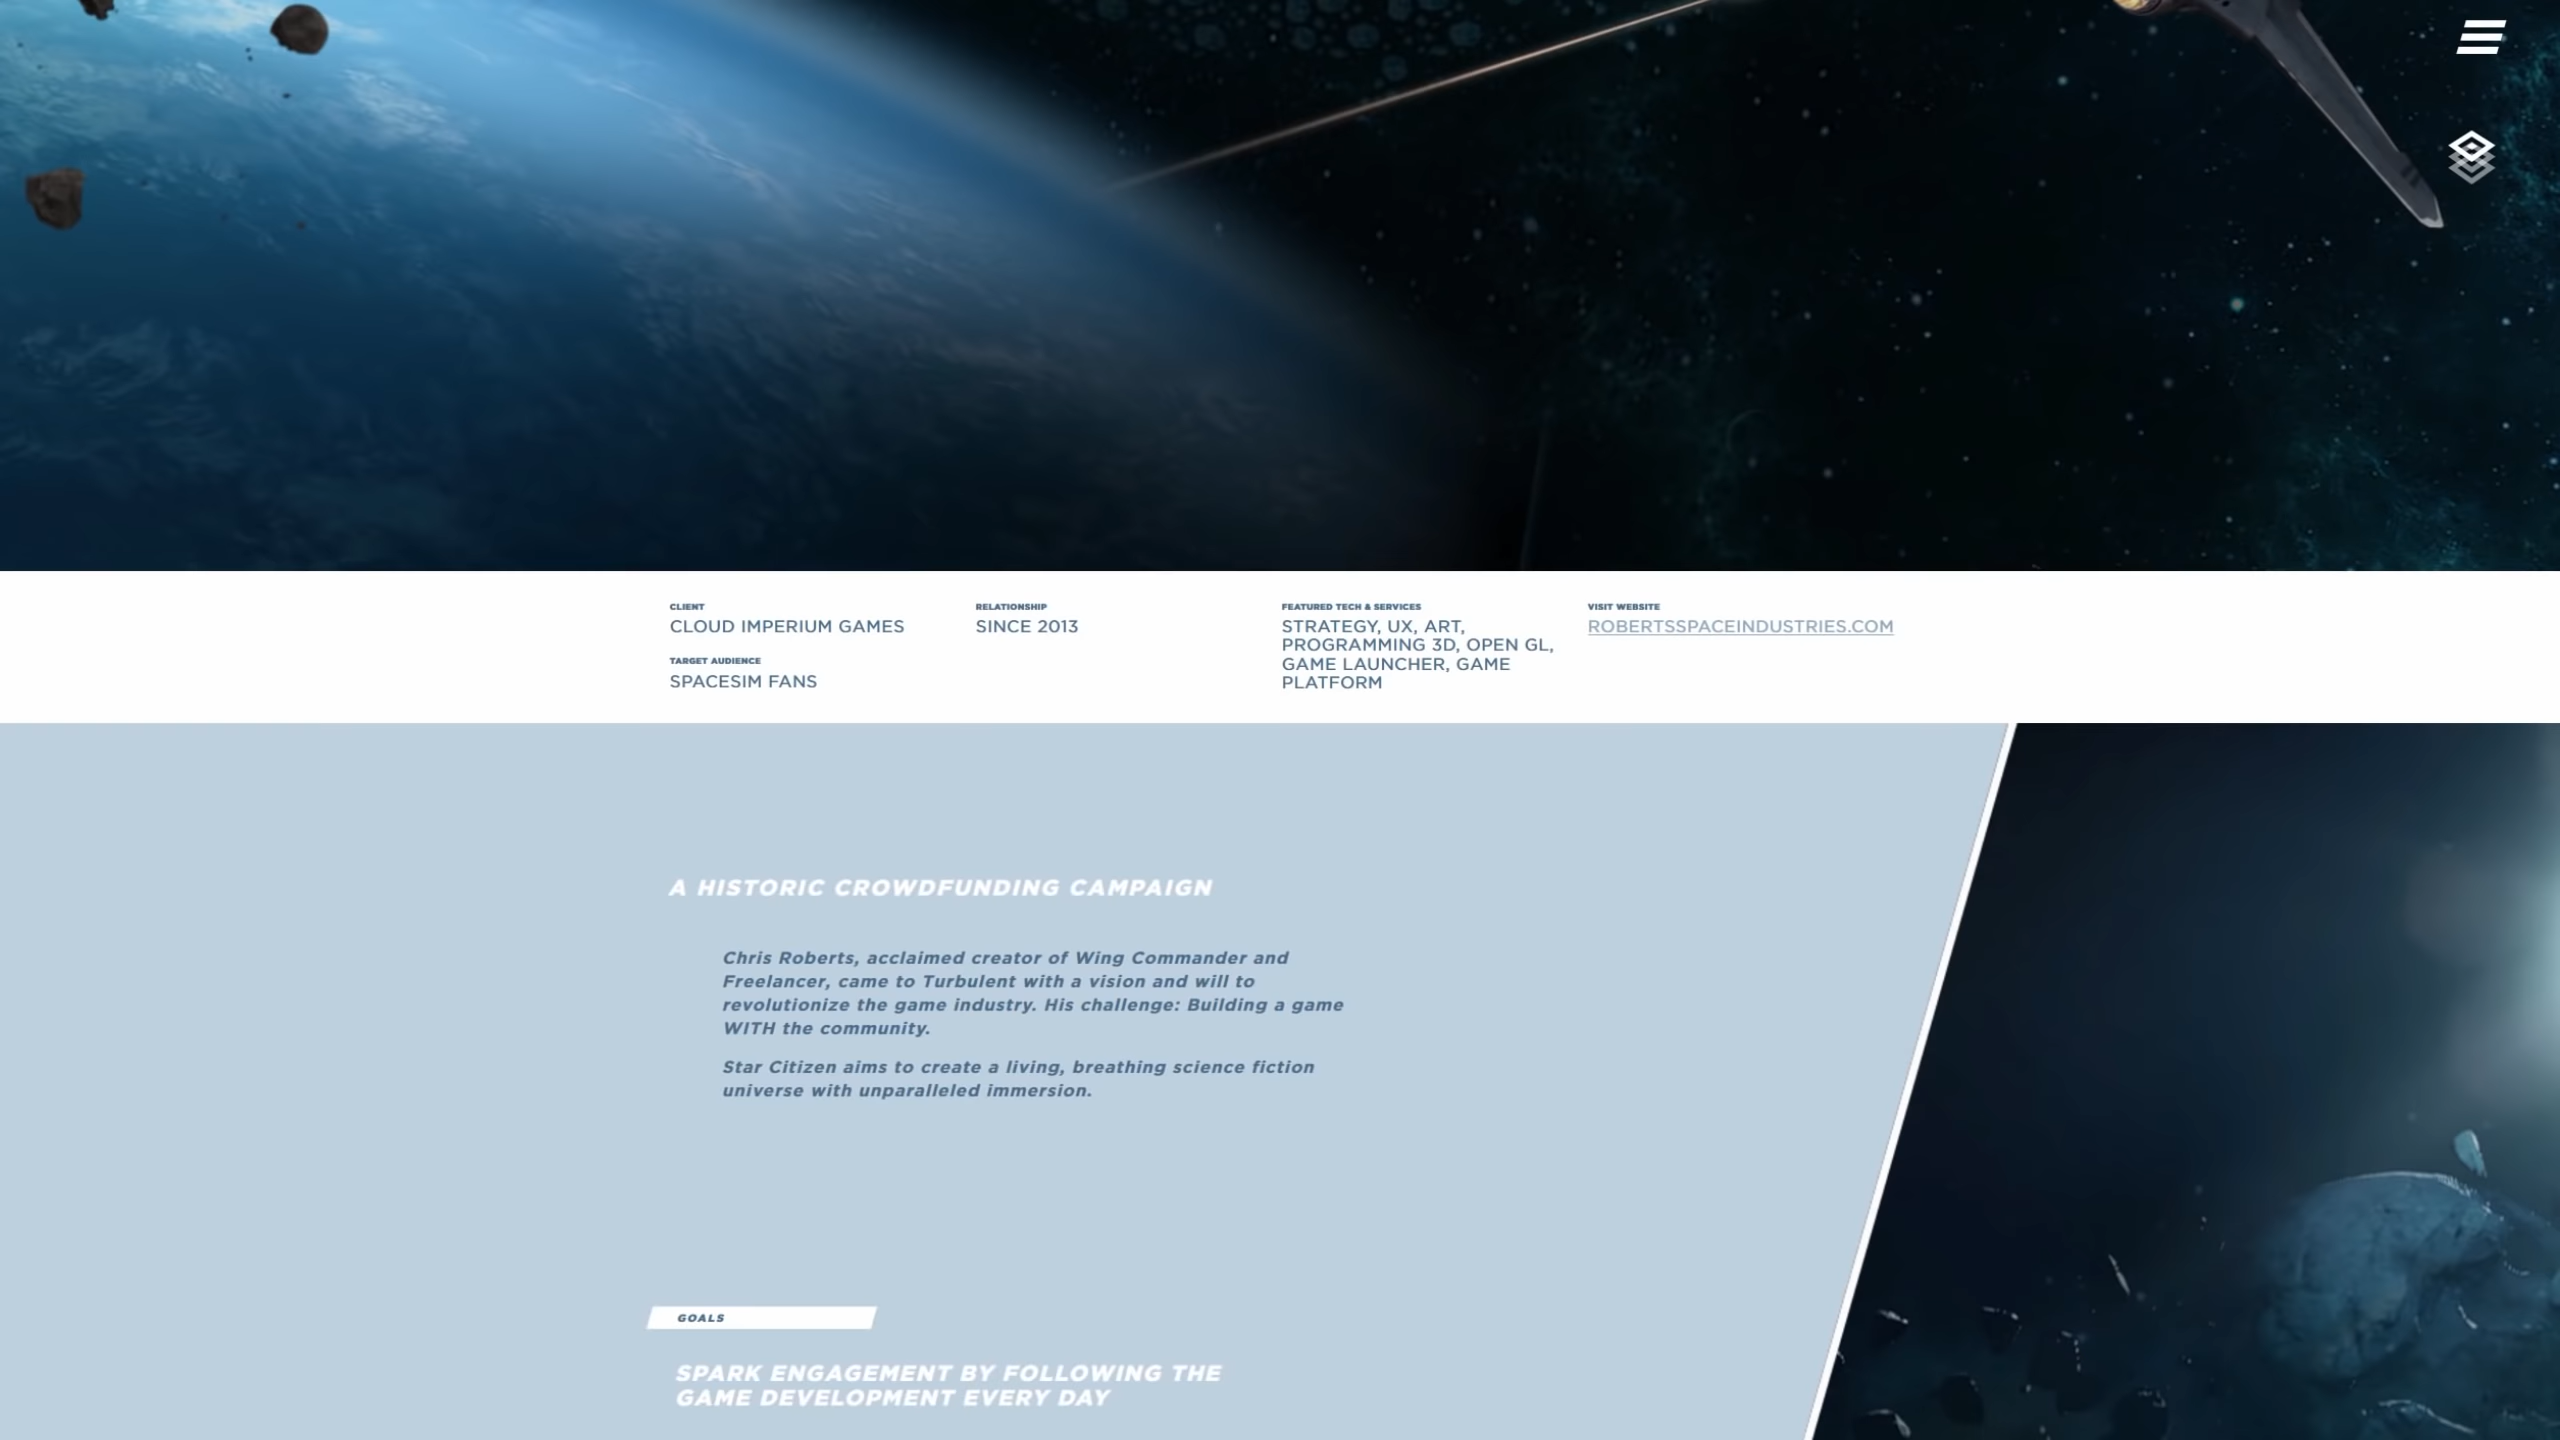 CLIENT
CLOUD IMPERIUM GAMES
TARGET AUDIENCE
SPACESIM FANS
RELATIONSHIP
SINCE 2013
FEATURED TECH & SERVICES
STRATEGY, UX, ART,
PROGRAMMING 3D, OPEN GL,
GAME LAUNCHER, GAME
PLATFORM
VISIT WEBSITE
ROBERTSSPACEINDUSTRIES.COM
A HISTORIC CROWDFUNDING CAMPAIGN
Chris Roberts, acclaimed creator of Wing Commander and
Freelancer, came to Turbulent with a vision and will to
revolutionize the game industry. His challenge: Building a game
WITH the community.
Star Citizen aims to create a living, breathing science fiction
universe with unparalleled immersion.
GOALS
SPARK ENGAGEMENT BY FOLLOWING THE
GAME DEVELOPMENT EVERY DAY